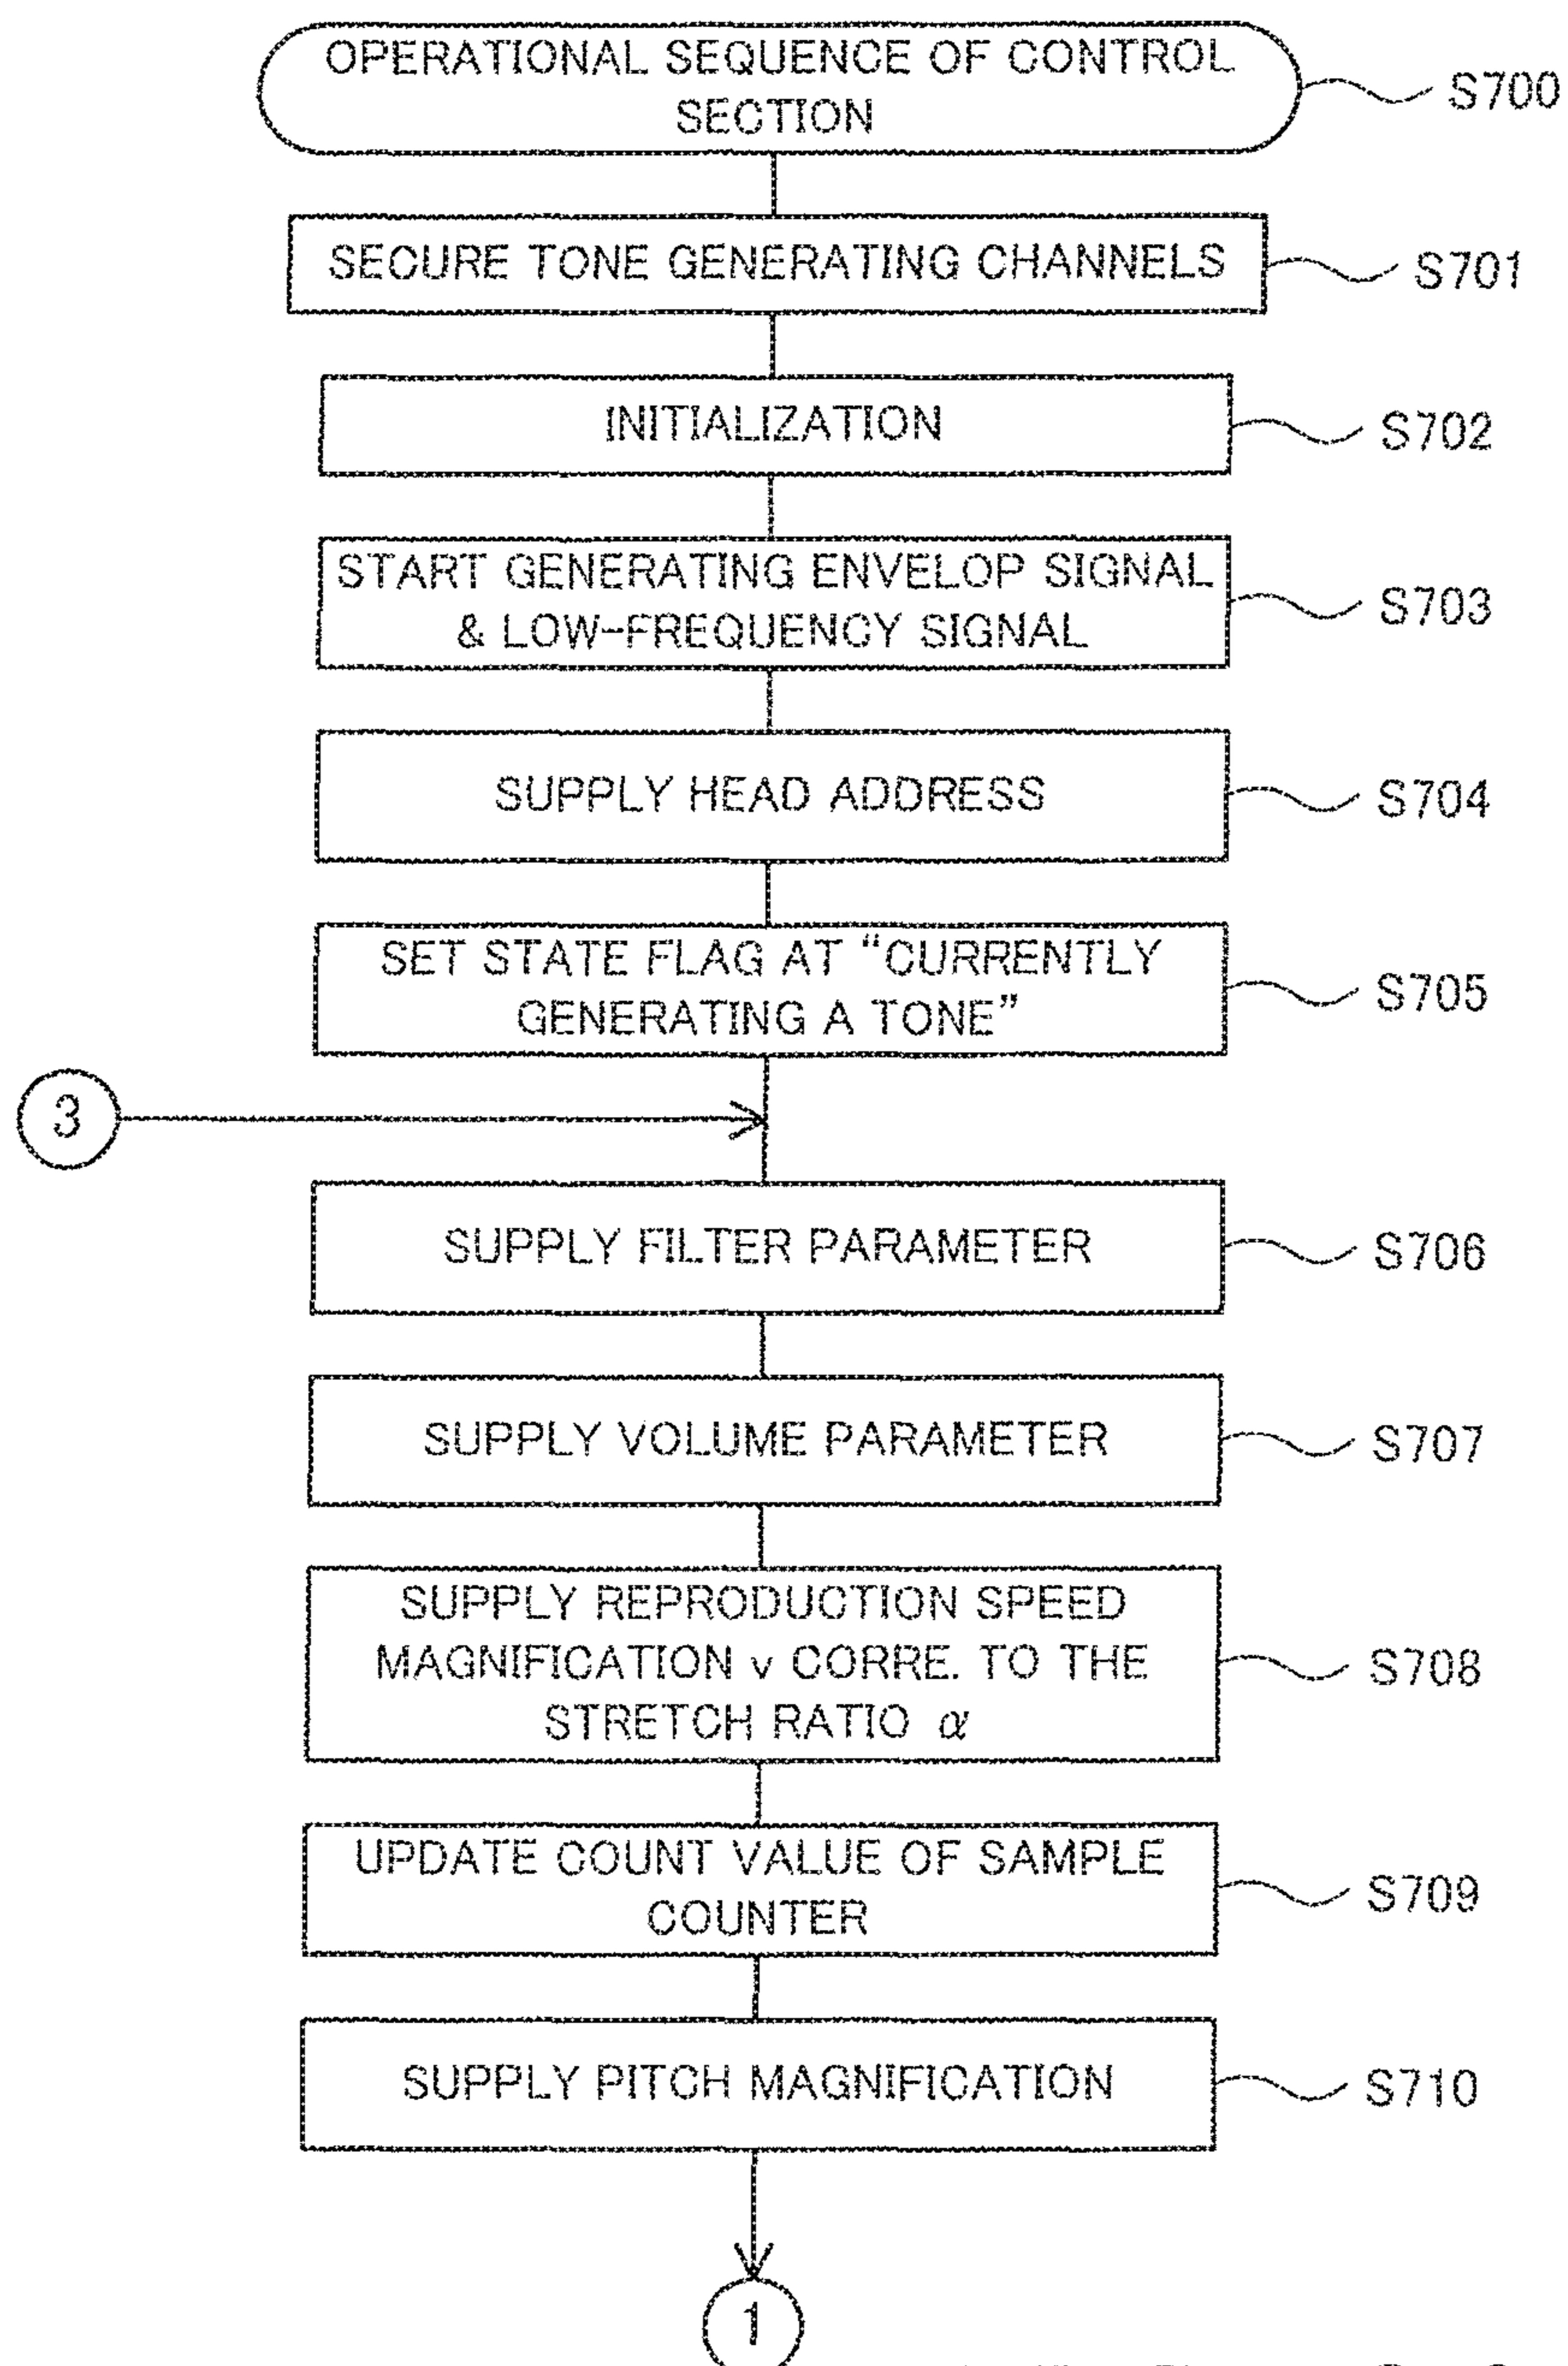 OPERATIONAL SEQUENCE OF CONTROL
SECTION
S700
SECURE TONE GENERATING CHANNELS
S701
INITIALIZATION
S702
START GENERATING ENVELOP SIGNAL
& LOW-FREQUENCY SIGNAL
S703
SUPPLY HEAD ADDRESS
S704
SET STATE FLAG AT “CURRENTLY
GENERATING A TONE”
S705
3
SUPPLY FILTER PARAMETER
S706
SUPPLY VOLUME PARAMETER
S707
SUPPLY REPRODUCTION SPEED
MAGNIFICATION v CORRE. TO THE
STRETCH RATIO α
S708
UPDATE COUNT VALUE OF SAMPLE
COUNTER
S709
SUPPLY PITCH MAGNIFICATION
S710
1